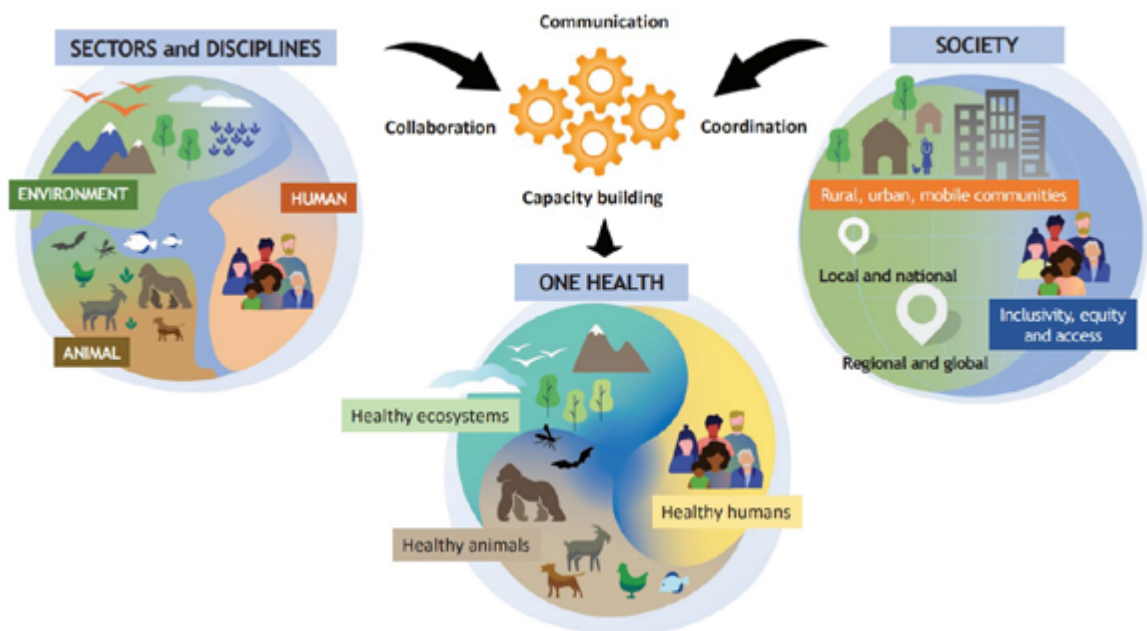 SECTORS and DISCIPLINES
ENVIRONMENT
HUMAN
ANIMAL
Communication
Collaboration
Coordination
Capacity building
SOCIETY
Rural, urban, mobile communities
Local and national
Inclusivity, equity
and access
Regional and global
ONE HEALTH
Healthy ecosystems
Healthy humans
Healthy animals